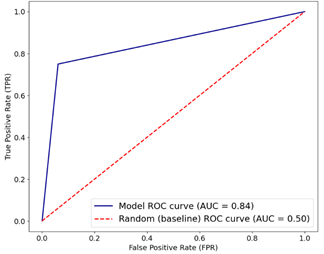 1.0
0.8
0.6
0.4
0.2
0.0
True Positive Rate (TPR)
Model ROC curve (AUC = 0.84)
Random (baseline) ROC curve (AUC = 0.50)
0.0 0.2 0.4 0.6 0.8 1.0
False Positive Rate (FPR)